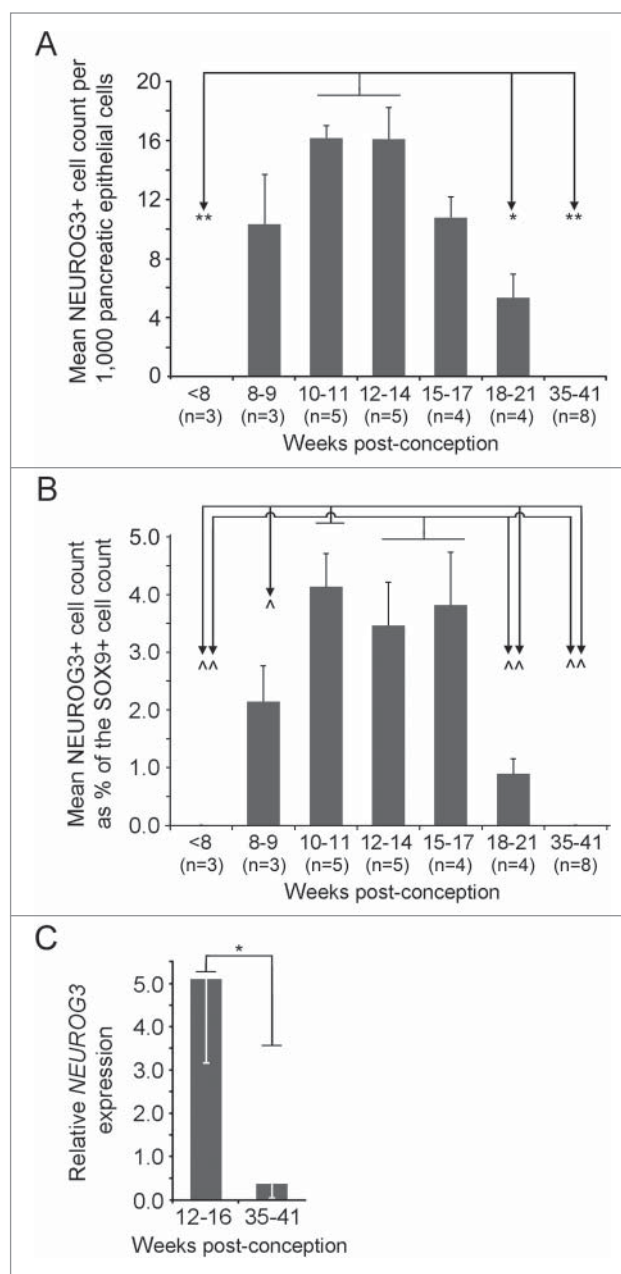 A
Mean NEUROG3+ cell count per
1,000 pancreatic epithelial cells
20
16
12
8
4
0
**
*
**
<8 8-9 10-11 12-14 15-17 18-21 35-41
(n=3) (n=3) (n=5) (n=5) (n=4) (n=4) (n=8)
Weeks post-conception
B
Mean NEUROG3+ cell count
as % of the SOX9+ cell count
5.0
4.0
3.0
2.0
1.0
0.0
^
^^ ^^ ^^
<8 8-9 10-11 12-14 15-17 18-21 35-41
(n=3) (n=3) (n=5) (n=5) (n=4) (n=4) (n=8)
Weeks post-conception
C
Relative NEUROG3
expression
*
5.0
4.0
3.0
2.0
1.0
0.0
12-16 35-41
Weeks post-conception